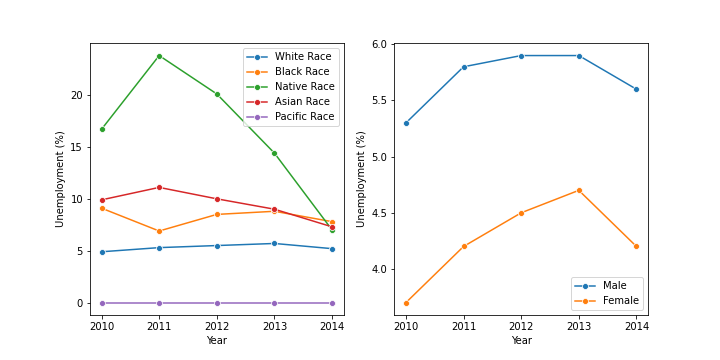 Unemployment (%)
20
15
10
5
0
2010 2011 2012 2013 2014
Year
White Race
Black Race
Native Race
Asian Race
Pacific Race
Unemployment (%)
6.0
5.5
5.0
4.5
4.0
2010 2011 2012 2013 2014
Year
Male
Female